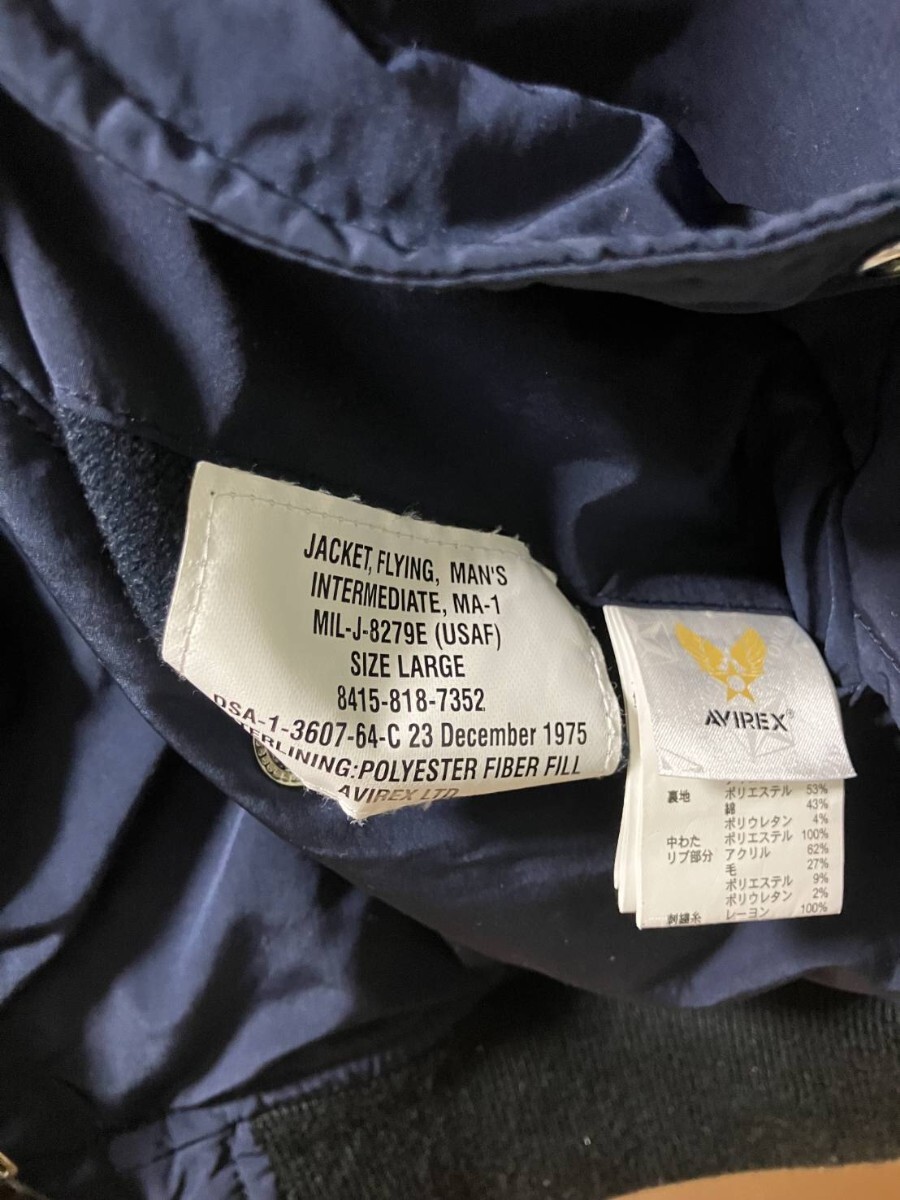 JACKET, FLYING, MAN'S
INTERMEDIATE, MA-1
MIL-J-8279E (USAF)
SIZE LARGE
8415-818-7352
DSA-1-3607-64-C 23 December 1975
TERLINING:POLYESTER FIBER FILL
AVIREX LTD
AVIREX®
裏地 ポリエステル 53%
綿 43%
ポリウレタン 4%
中わた ポリエステル 100%
リブ部分 アクリル 62%
毛 27%
ポリエステル 9%
ポリウレタン 2%
刺繍糸 レーヨン 100%